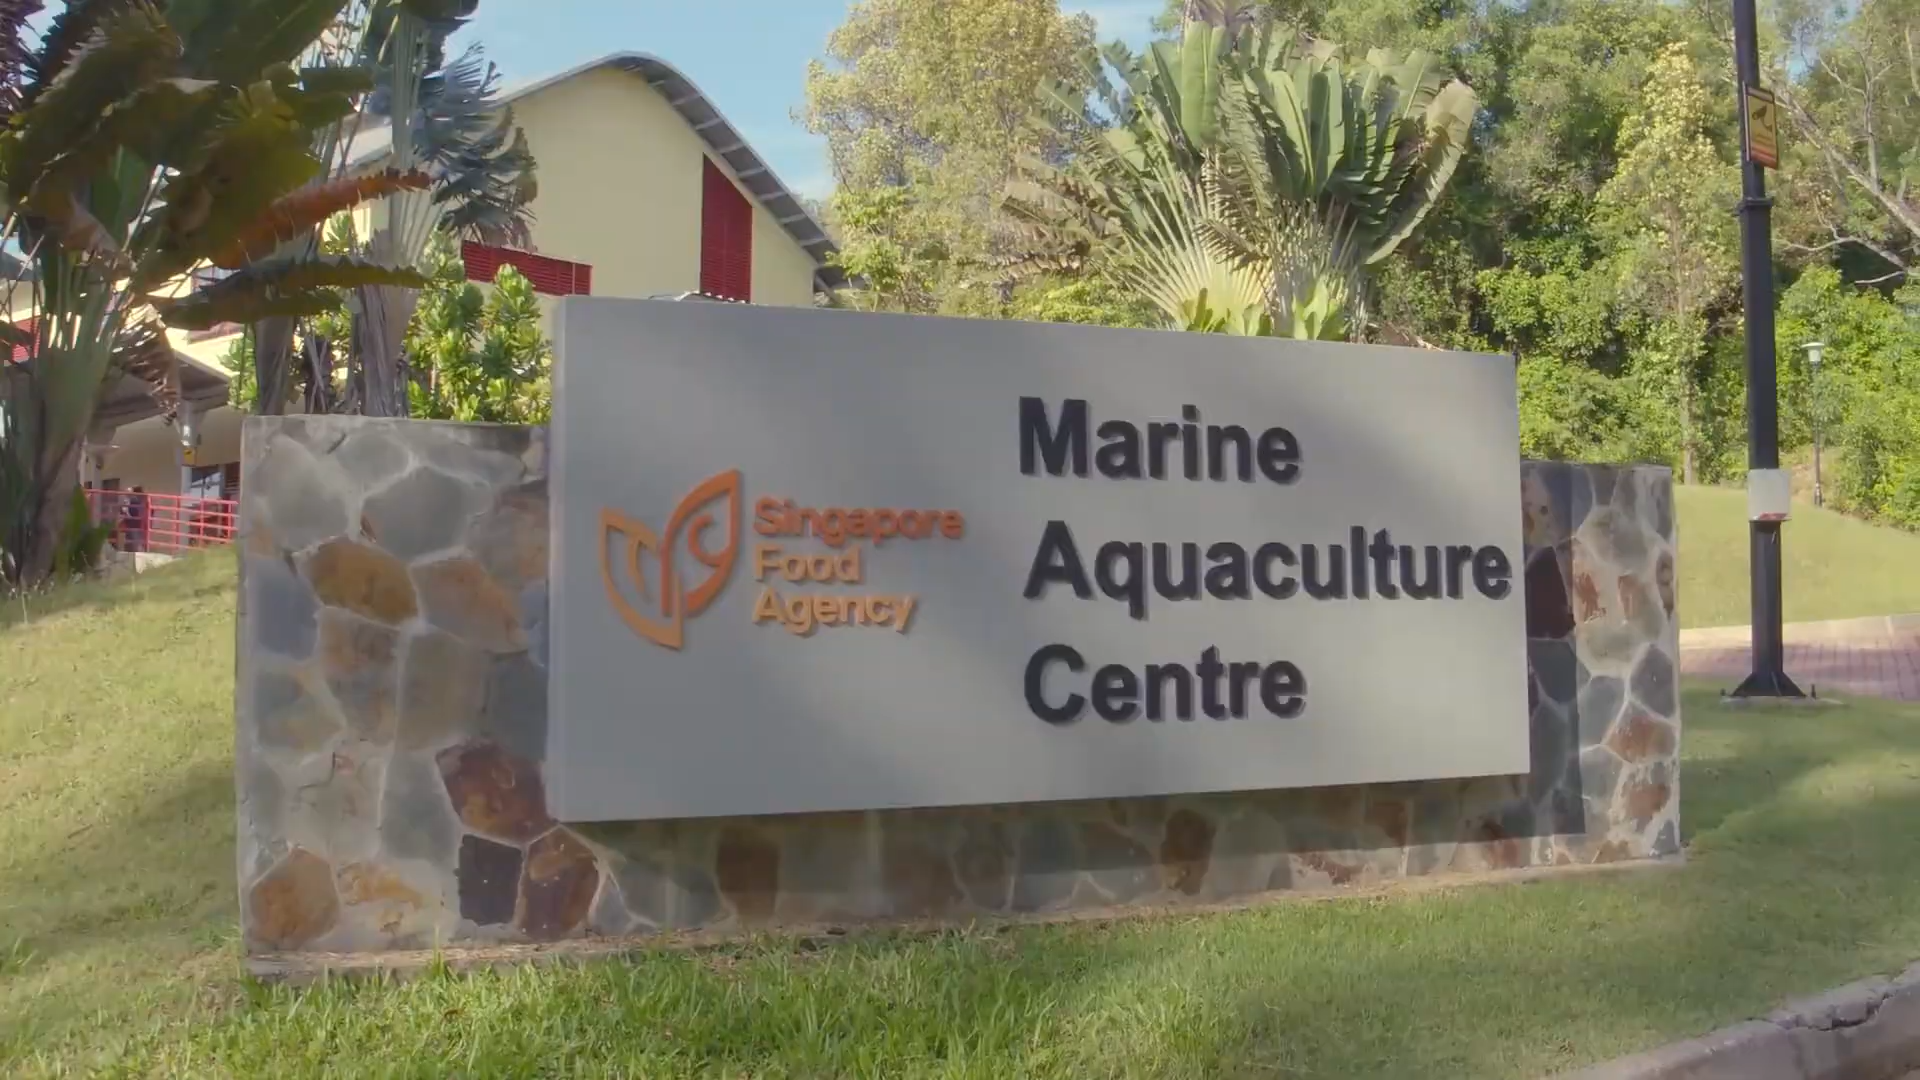 Singapore
Food
Agency
Marine
Aquaculture
Centre